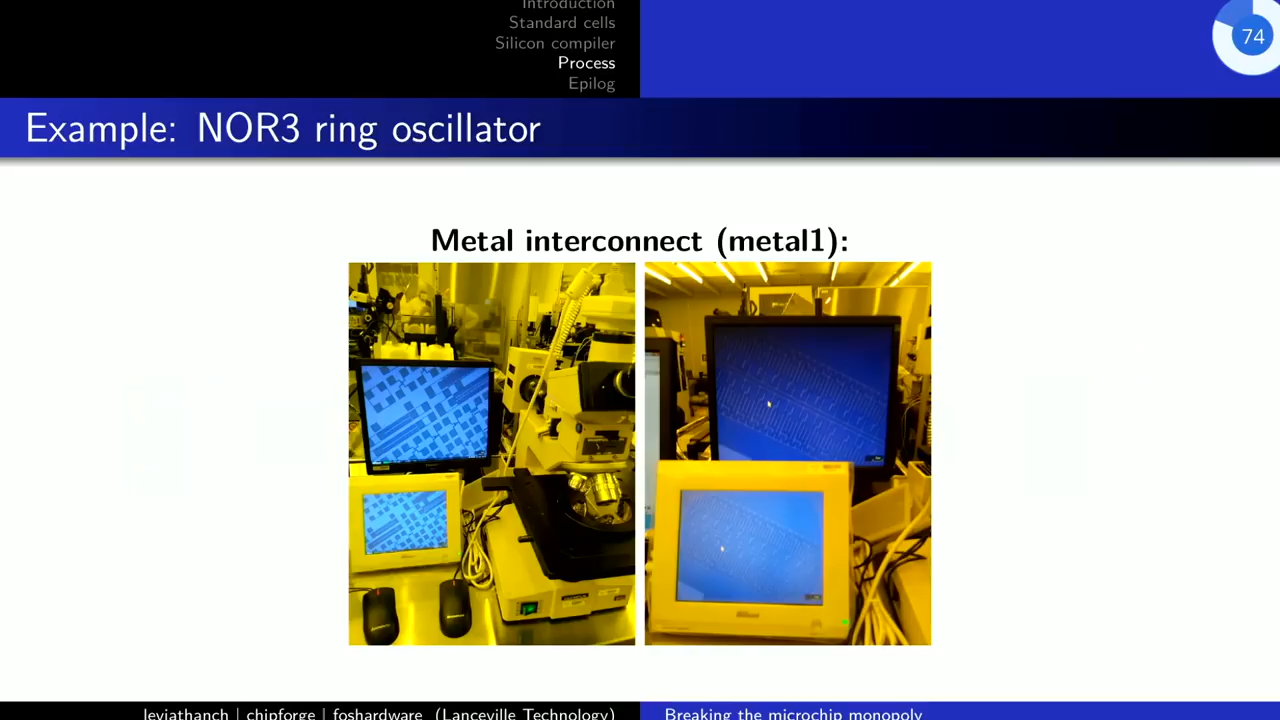 Introduction
Standard cells
Silicon compiler
Process
Epilog
74
Example: NOR3 ring oscillator
Metal interconnect (metal1):
leviathanch | chipforge | foshardware (Lanceville Technology)
Breaking the microchip monopoly